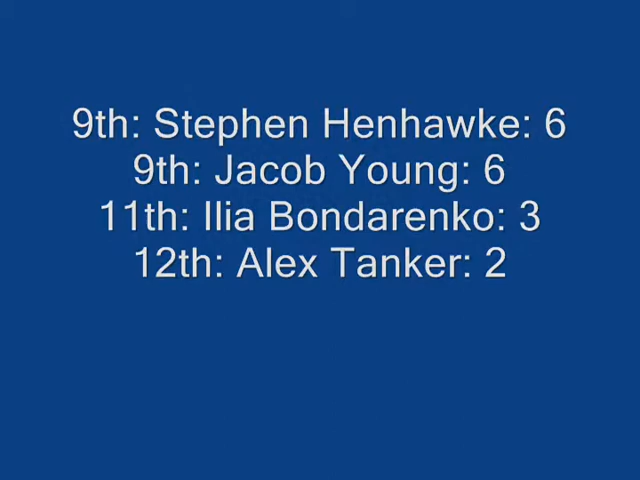 9th: Stephen Henhawke: 6
9th: Jacob Young: 6
11th: Ilia Bondarenko: 3
12th: Alex Tanker: 2